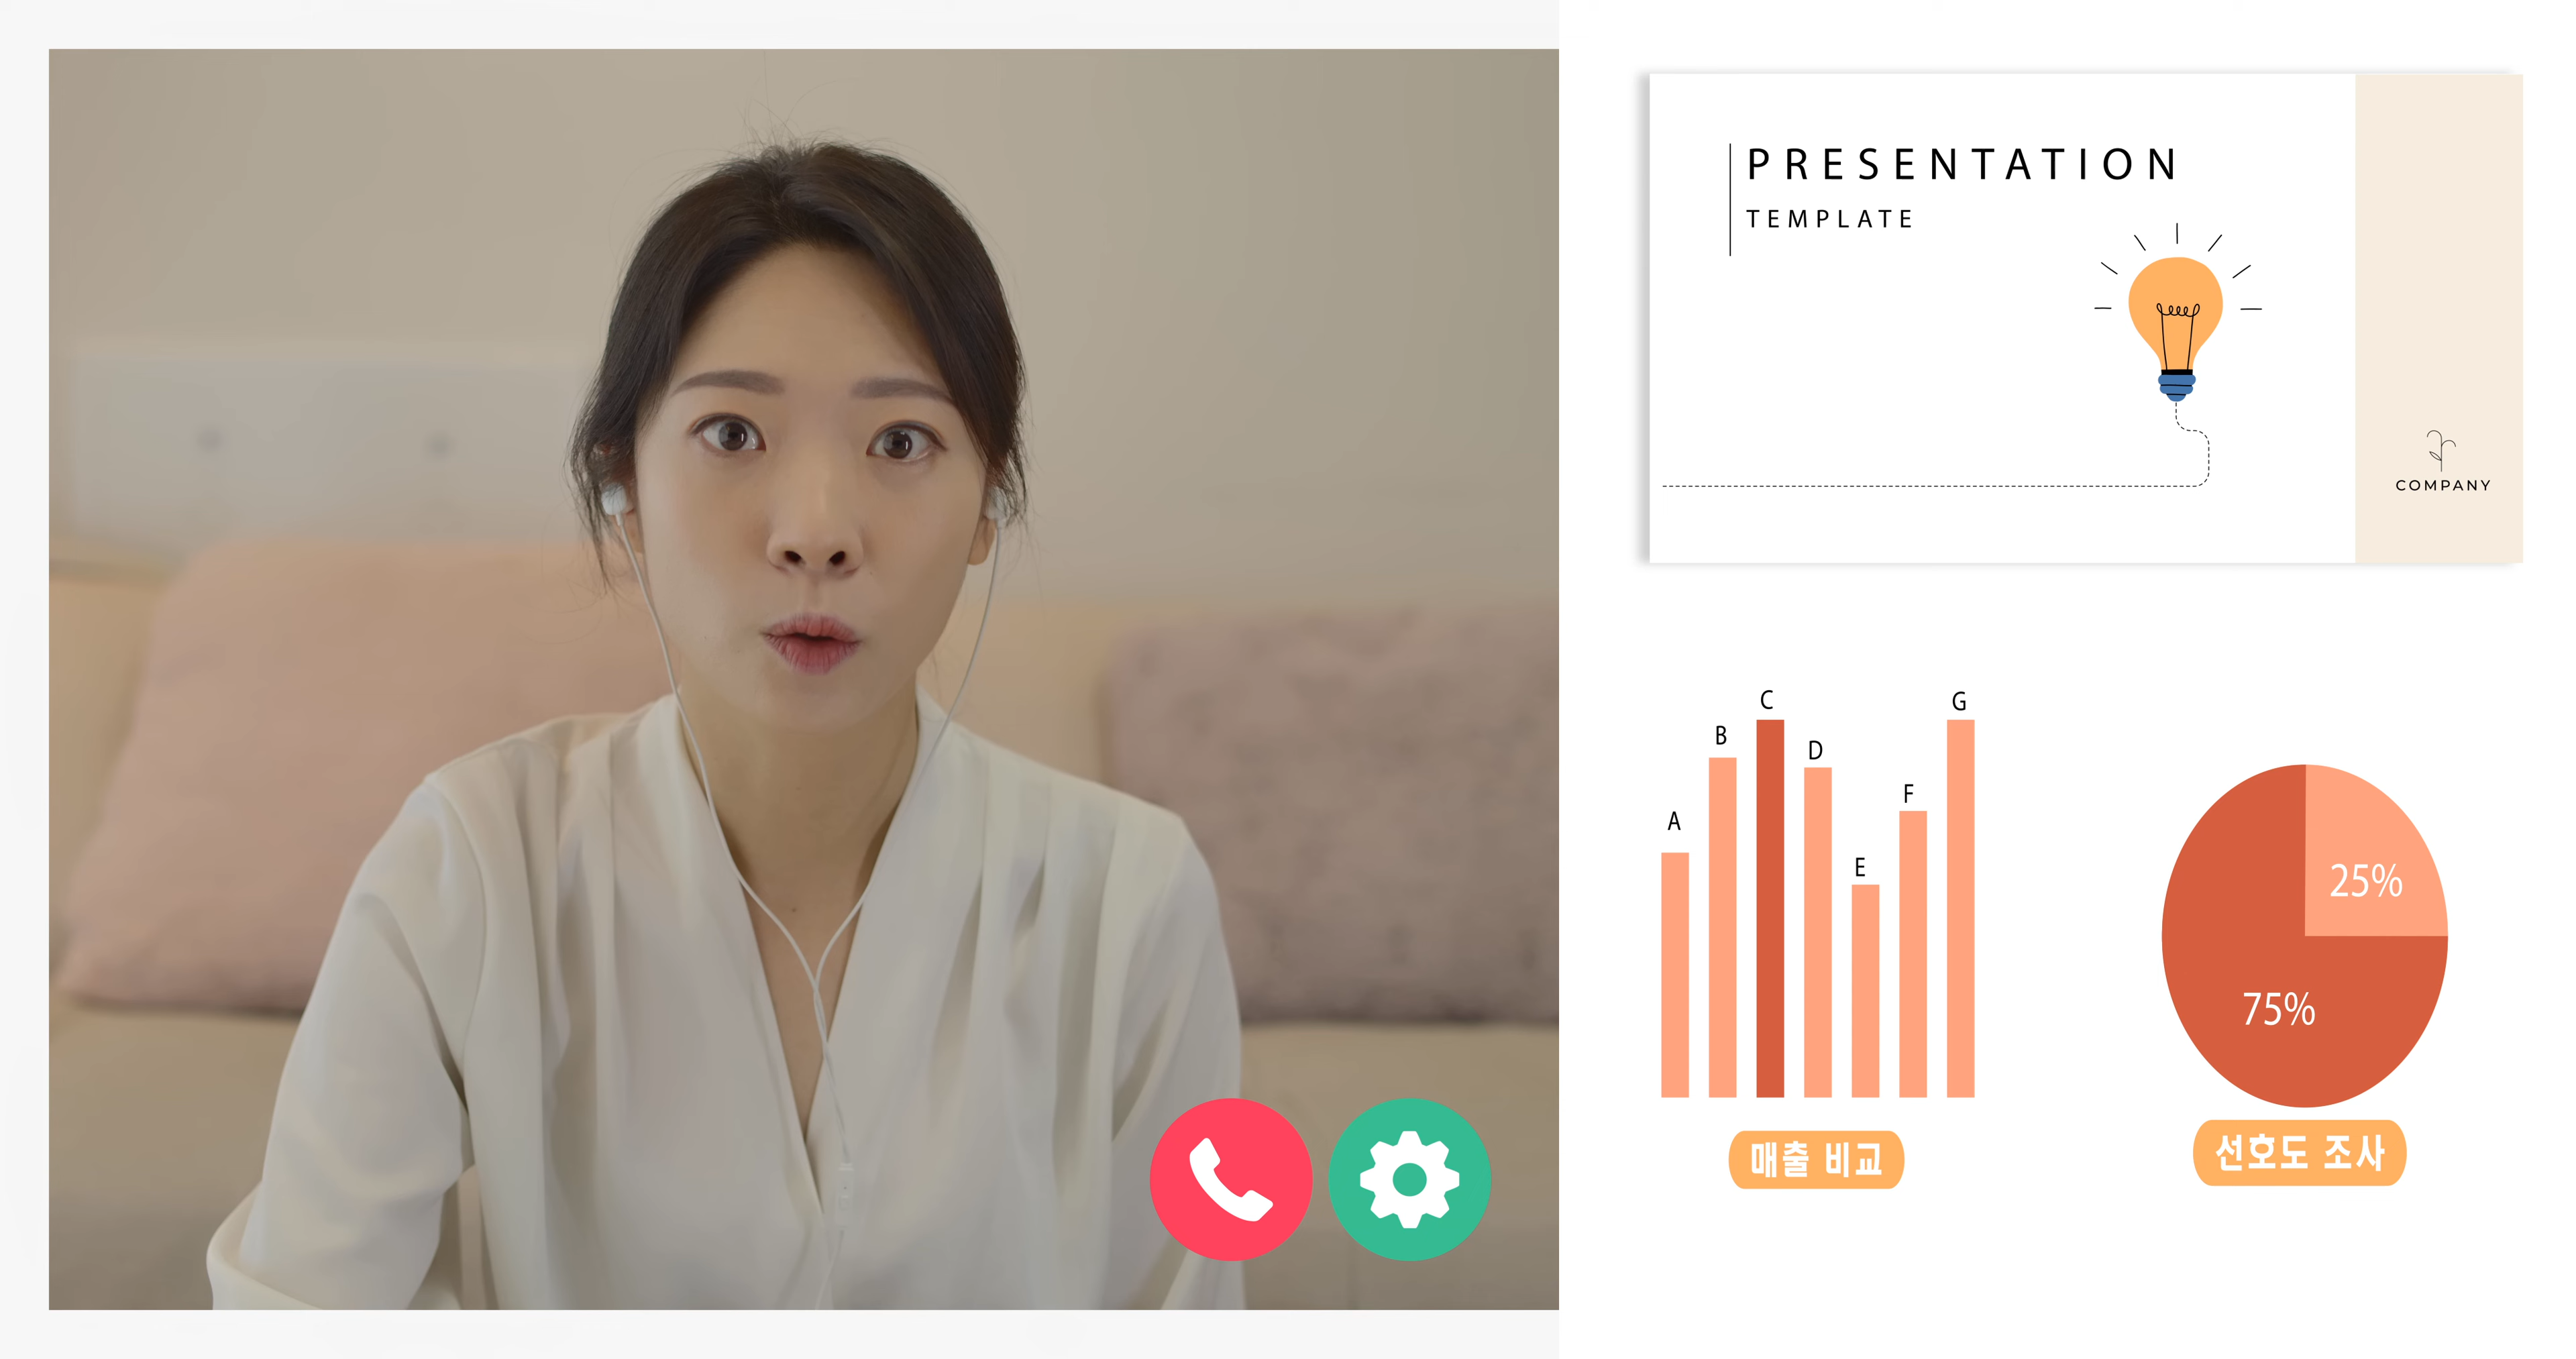 PRESENTATION
TEMPLATE
COMPANY
A
B
C
D
E
F
G
매출 비교
25%
75%
선호도 조사